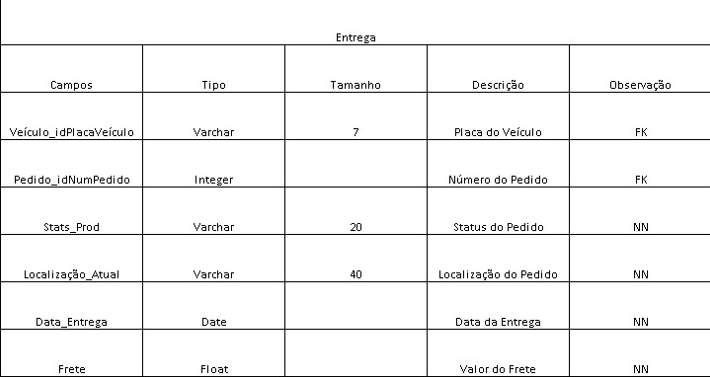 Entrega
Campos Tipo Tamanho Descrição Observação
Veículo_idPlacaVeículo Varchar 7 Placa do Veículo FK
Pedido_idNumPedido Integer Número do Pedido FK
Stats_Prod Varchar 20 Status do Pedido NN
Localização_Atual Varchar 40 Localização do Pedido NN
Data_Entrega Date Data da Entrega NN
Frete Float Valor do Frete NN